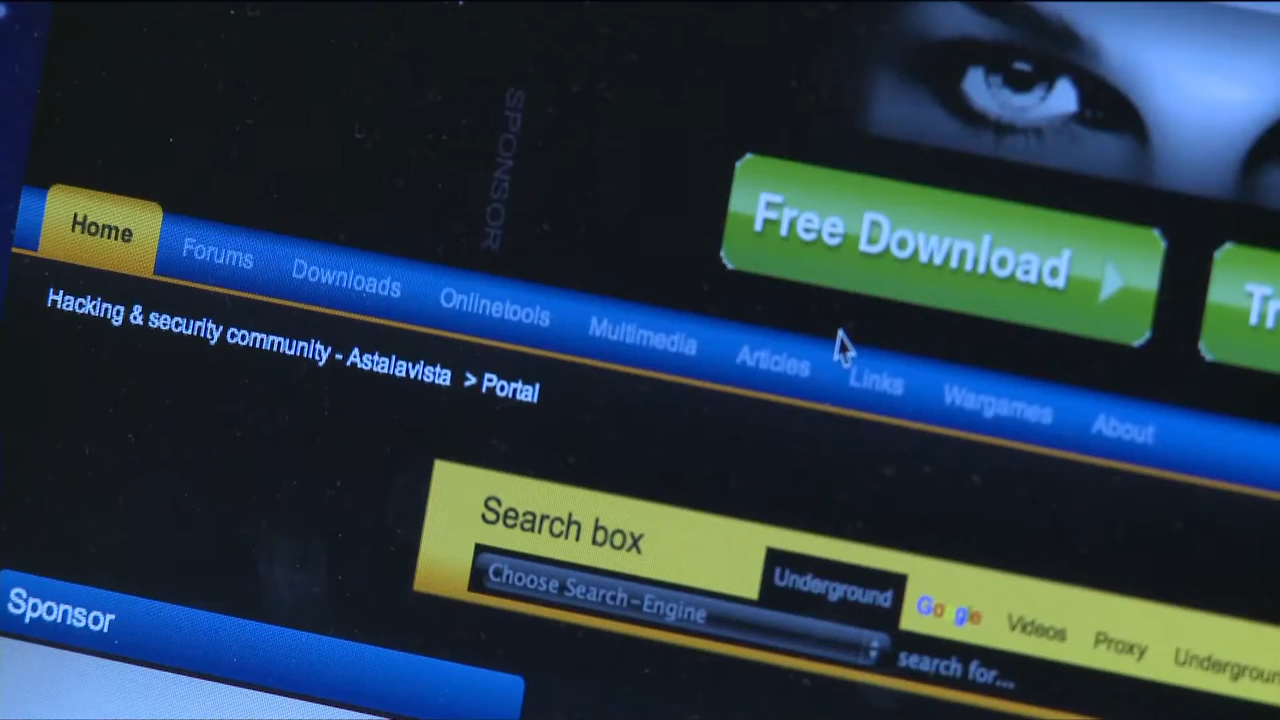 SPONSOR
Free Download
Home Forums Downloads Onlinetools Multimedia Articles Links Wargames About
Hacking & security community - Astalavista > Portal
Search box
Choose Search-Engine
Underground Google Videos Proxy
search for...
Sponsor